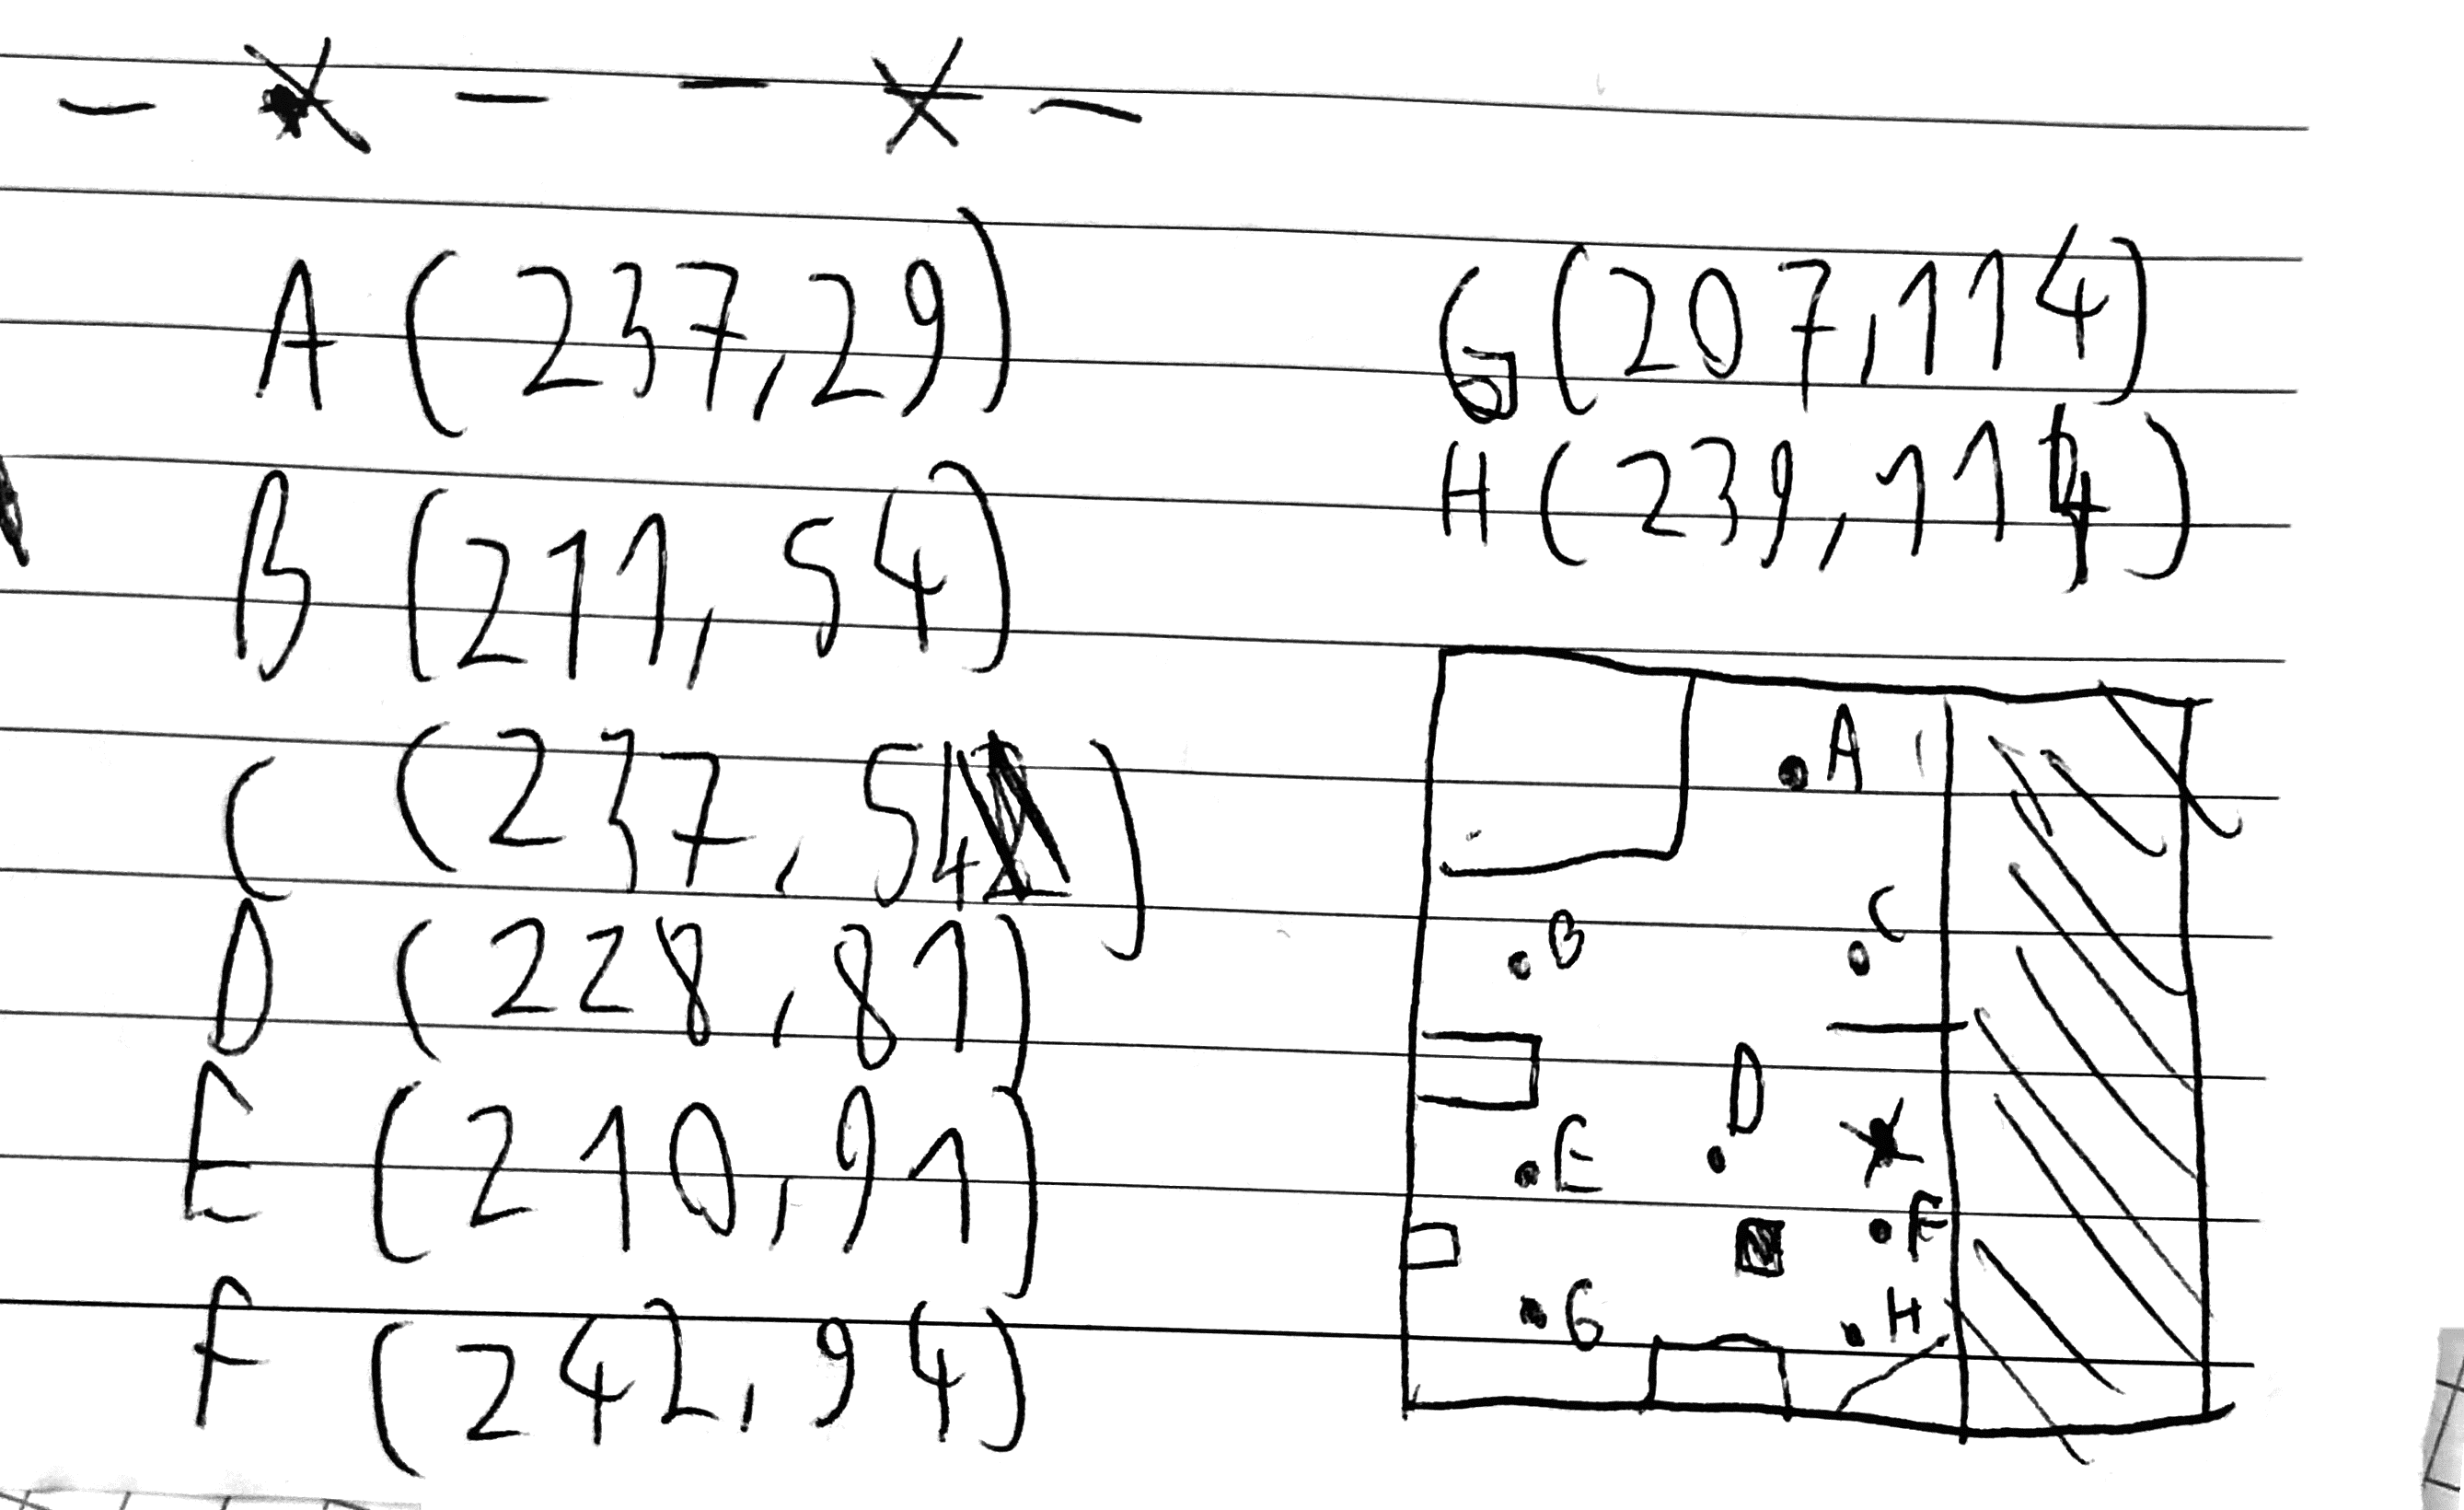 A (237,29)
B (211,54)
C (237,54)
D (228,81)
E (210,91)
F (242,94)
G (207,114)
H (239,114)
A
C
B
D
E
F
G
H